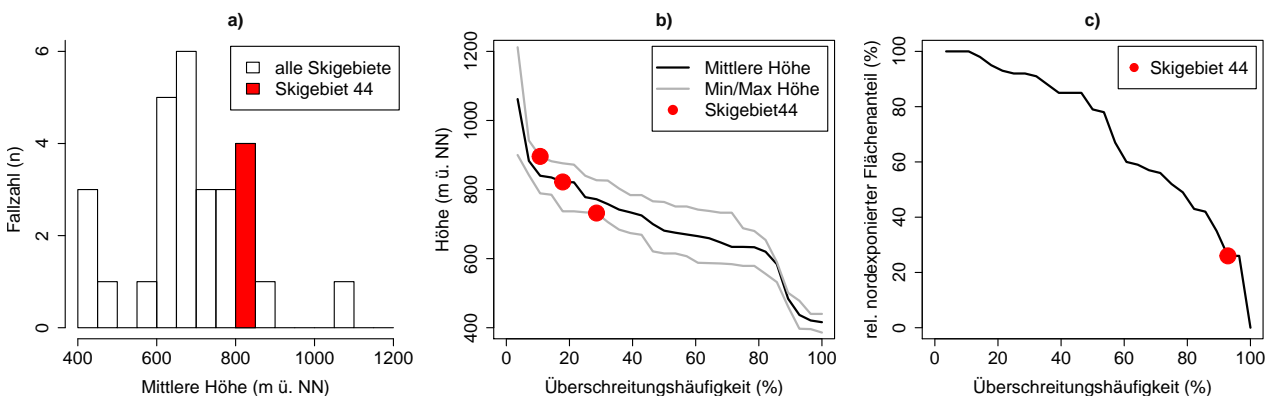 a)
Fallzahl (n)
6
4
2
0
alle Skigebiete
Skigebiet 44
400
600
800
1000
1200
Mittlere Höhe (m ü. NN)
b)
Höhe (m ü. NN)
1200
1000
800
600
400
Mittlere Höhe
Min/Max Höhe
Skigebiet44
0
20
40
60
80
100
Überschreitungshäufigkeit (%)
c)
rel. nordexponierter Flächenanteil (%)
100
80
60
40
20
0
Skigebiet 44
0
20
40
60
80
100
Überschreitungshäufigkeit (%)